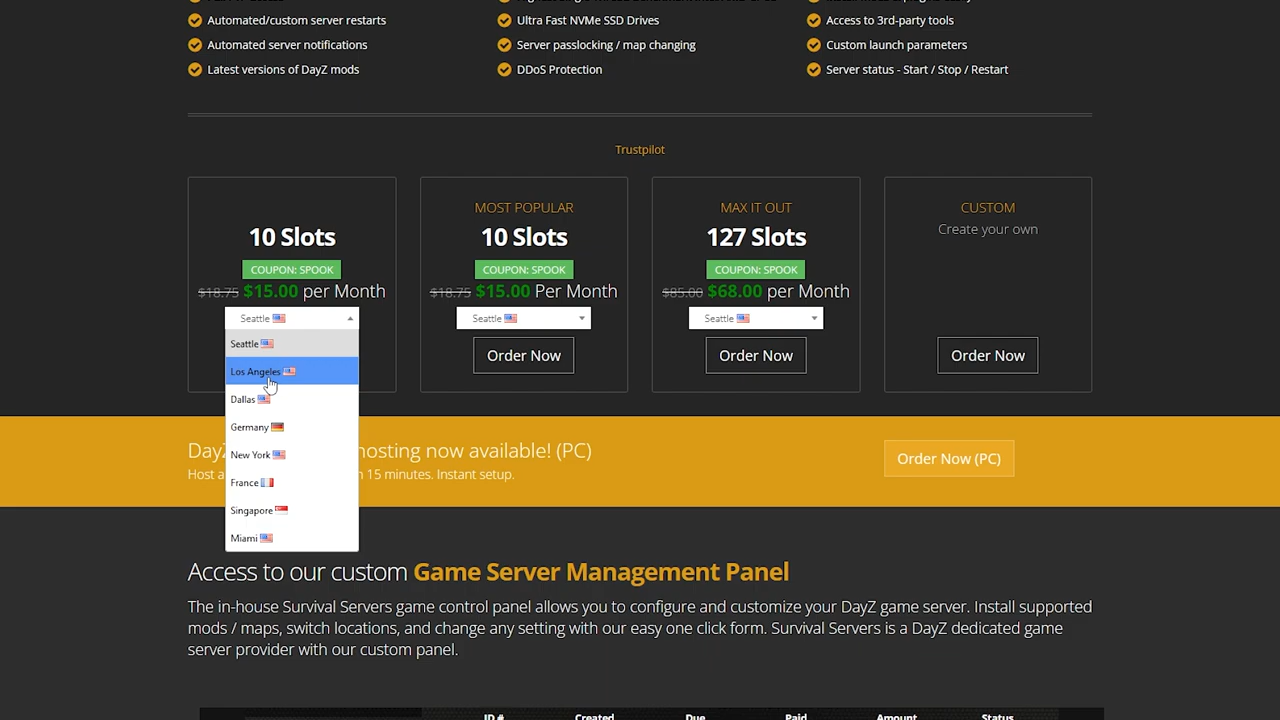 Automated/custom server restarts
Ultra Fast NVMe SSD Drives
Access to 3rd-party tools
Automated server notifications
Server passlocking / map changing
Custom launch parameters
Latest versions of DayZ mods
DDoS Protection
Server status - Start / Stop / Restart
Trustpilot
10 Slots
COUPON: SPOOK
$18.75 $15.00 per Month
Seattle
Seattle
Los Angeles
Dallas
Germany
New York
France
Singapore
Miami
MOST POPULAR
10 Slots
COUPON: SPOOK
$18.75 $15.00 Per Month
Seattle
Order Now
MAX IT OUT
127 Slots
COUPON: SPOOK
$85.00 $68.00 per Month
Seattle
Order Now
CUSTOM
Create your own
Order Now
hosting now available! (PC)
15 minutes. Instant setup.
Order Now (PC)
Access to our custom Game Server Management Panel
The in-house Survival Servers game control panel allows you to configure and customize your DayZ game server. Install supported
mods / maps, switch locations, and change any setting with our easy one click form. Survival Servers is a DayZ dedicated game
server provider with our custom panel.
ID # Created Due Paid Amount Status